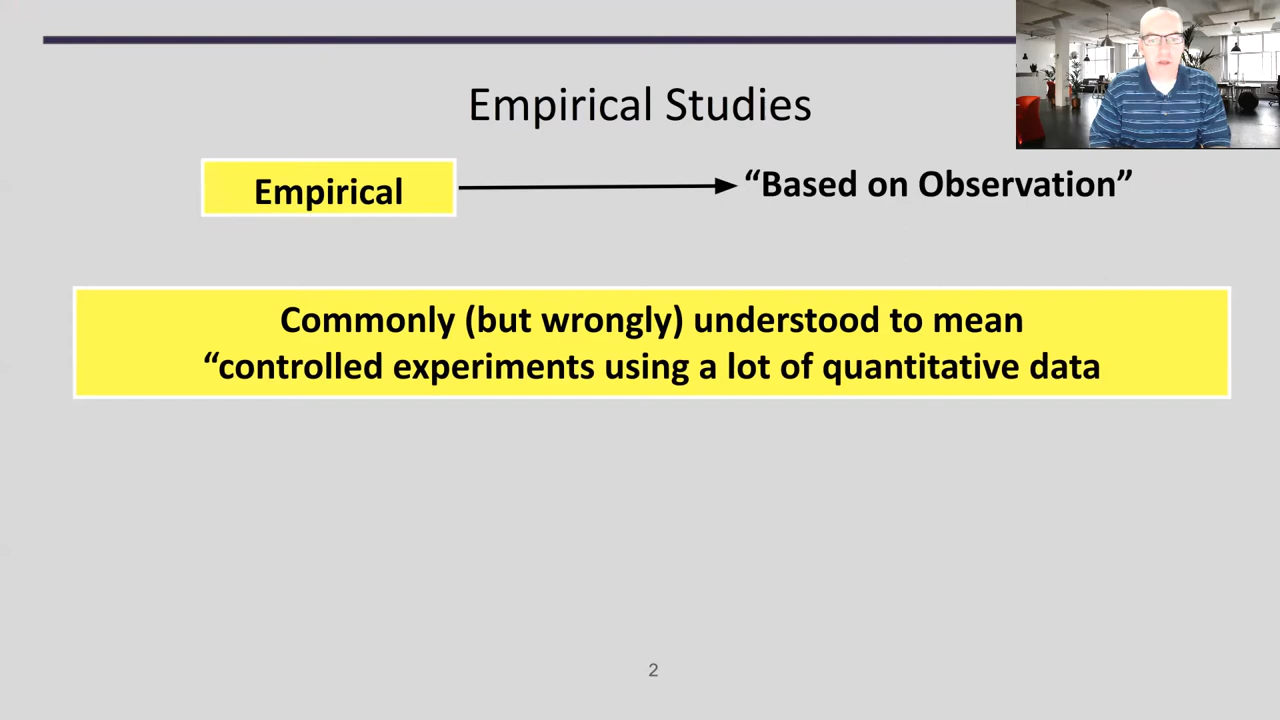 Empirical Studies
Empirical
“Based on Observation”
Commonly (but wrongly) understood to mean
“controlled experiments using a lot of quantitative data
2